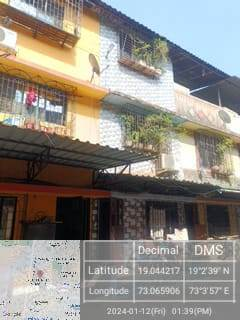 Decimal DMS
Latitude 19.044217 19°2'39" N
Longitude 73.065906 73°3'57" E
2024-01-12(Fri) 01:39(PM)